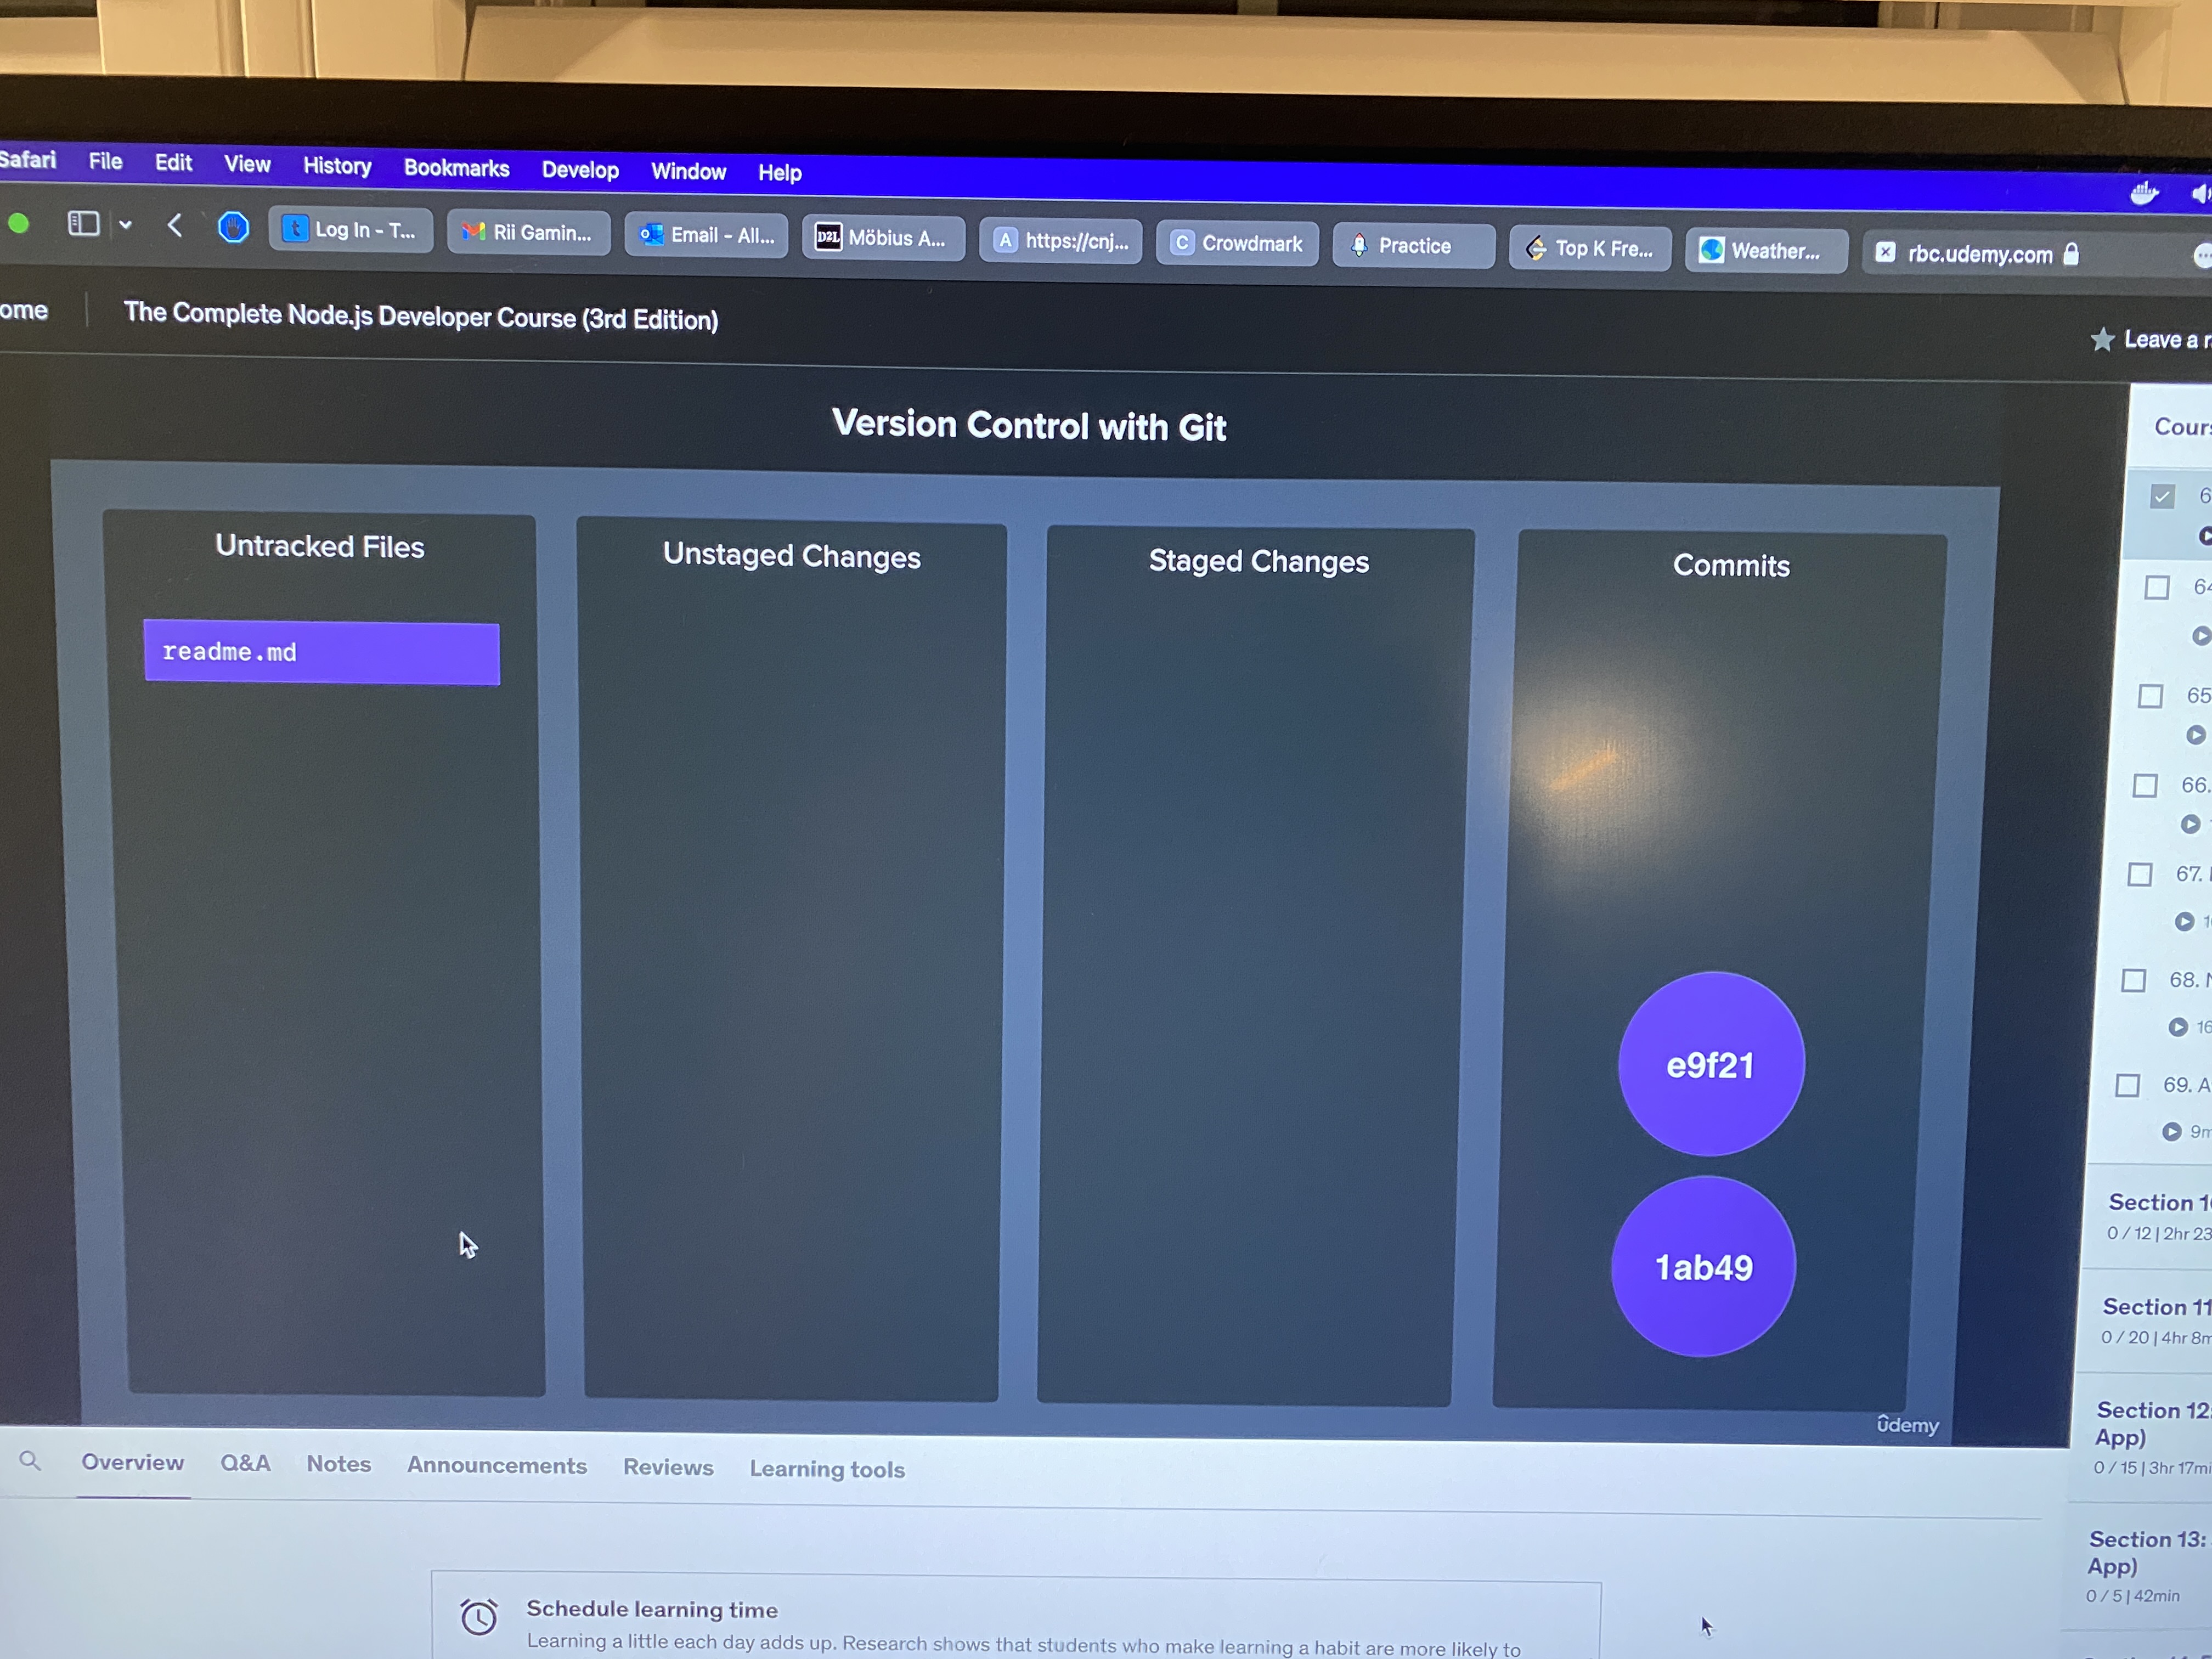 Safari File Edit View History Bookmarks Develop Window Help
t Log In - T... Rii Gamin... Email - All... D2L Möbius A... A https://cnj... C Crowdmark Practice Top K Fre... Weather... rbc.udemy.com
ome The Complete Node.js Developer Course (3rd Edition)
Leave a r
Version Control with Git
Untracked Files
readme.md
Unstaged Changes
Staged Changes
Commits
e9f21
1ab49
ûdemy
Cour
6
64
65
66.
67.
68.
16
69. A
9m
Section 1
0 / 12 | 2hr 23
Section 11
0 / 20 | 4hr 8m
Section 12
App)
0 / 15 | 3hr 17mi
Section 13:
App)
0 / 5 | 42min
Overview Q&A Notes Announcements Reviews Learning tools
Schedule learning time
Learning a little each day adds up. Research shows that students who make learning a habit are more likely to